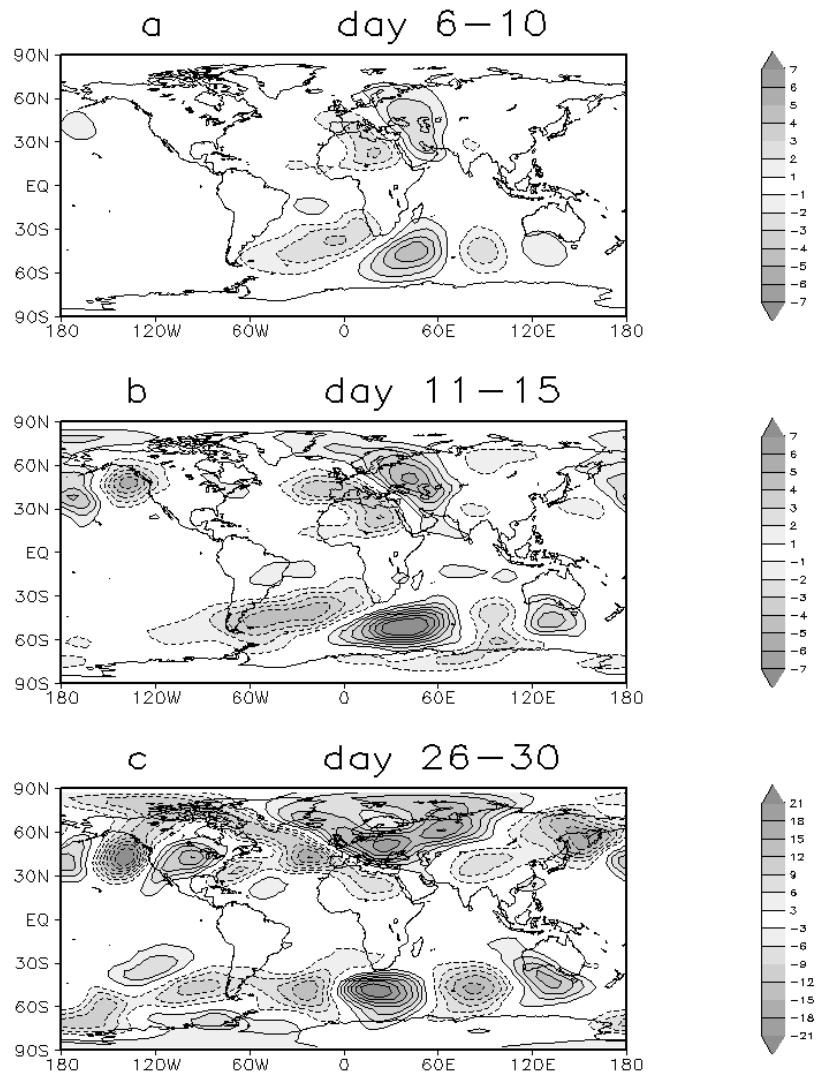 a day 6-10
90N
60N
30N
EQ
30S
60S
90S
180 120W 60W 0 60E 120E 180
7
6
5
4
3
2
1
-1
-2
-3
-4
-5
-6
-7
b day 11-15
90N
60N
30N
EQ
30S
60S
90S
180 120W 60W 0 60E 120E 180
7
6
5
4
3
2
1
-1
-2
-3
-4
-5
-6
-7
c day 26-30
90N
60N
30N
EQ
30S
60S
90S
180 120W 60W 0 60E 120E 180
21
18
15
12
9
6
3
-3
-6
-9
-12
-15
-18
-21